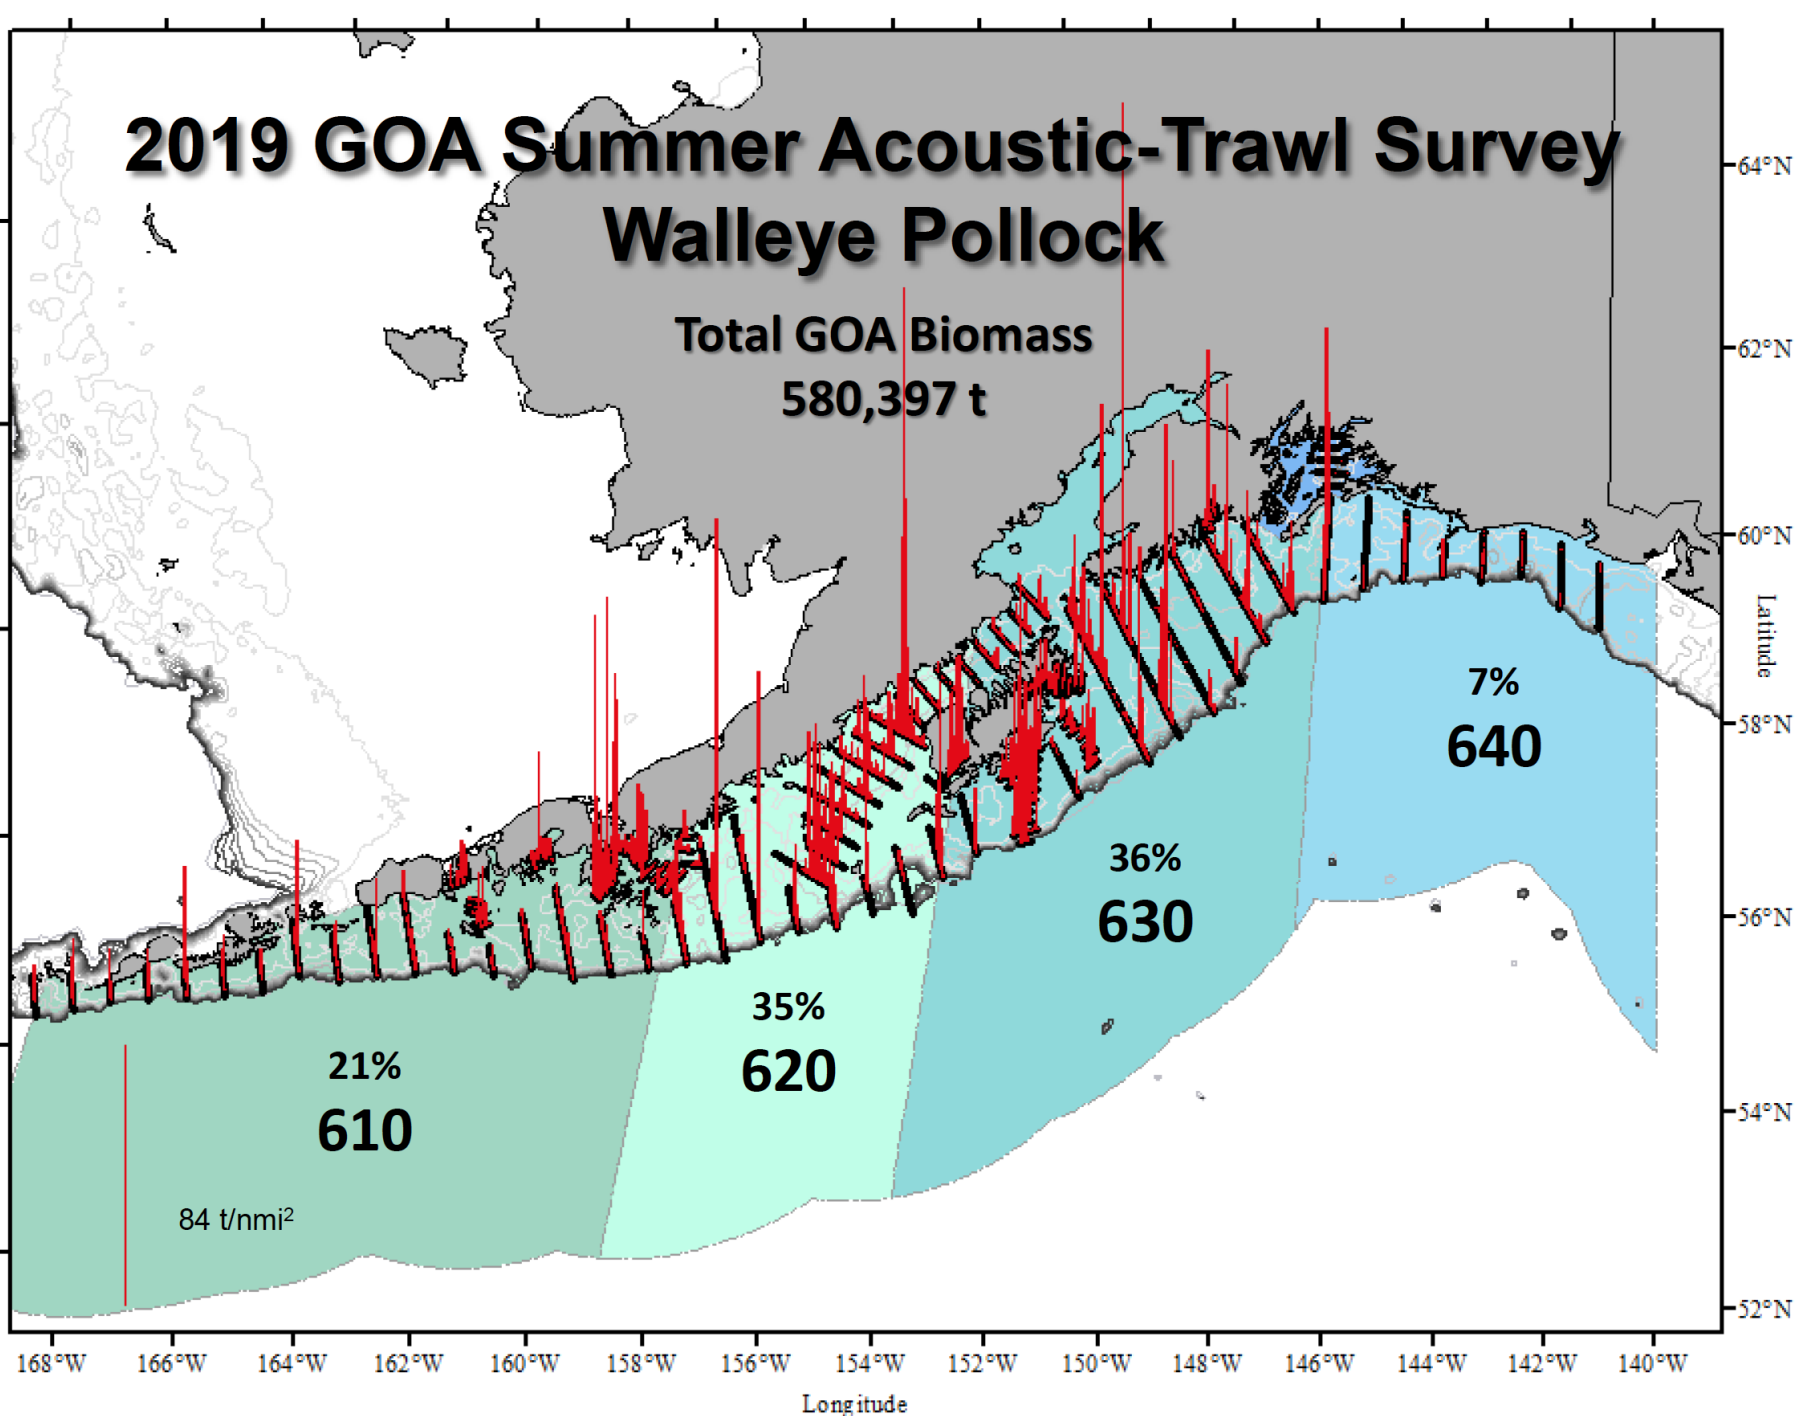 2019 GOA Summer Acoustic-Trawl Survey
Walleye Pollock
Total GOA Biomass
580,397 t
64°N
62°N
60°N
Latitude
58°N
56°N
54°N
52°N
7%
640
36%
630
35%
620
21%
610
84 t/nmi²
168°W 166°W 164°W 162°W 160°W 158°W 156°W 154°W 152°W 150°W 148°W 146°W 144°W 142°W 140°W
Longitude